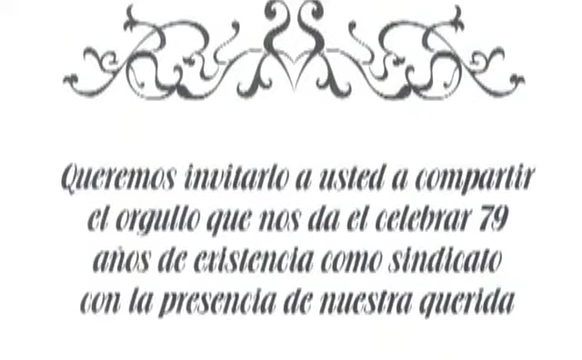 Queremos invitarlo a usted a compartir
el orgullo que nos da el celebrar 79
años de existencia como sindicato
con la presencia de nuestra querida